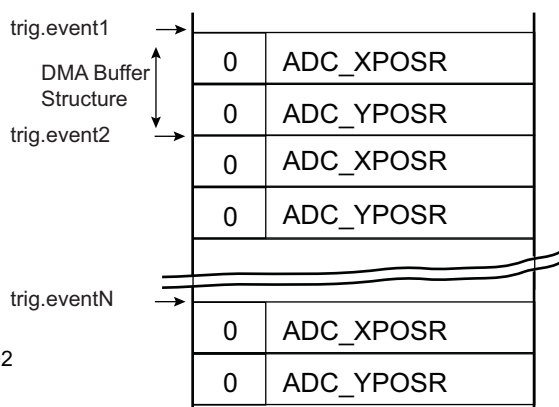 trig.event1
0 ADC_XPOSR
DMA Buffer
Structure
0 ADC_YPOSR
trig.event2
0 ADC_XPOSR
0 ADC_YPOSR
trig.eventN
0 ADC_XPOSR
2
0 ADC_YPOSR